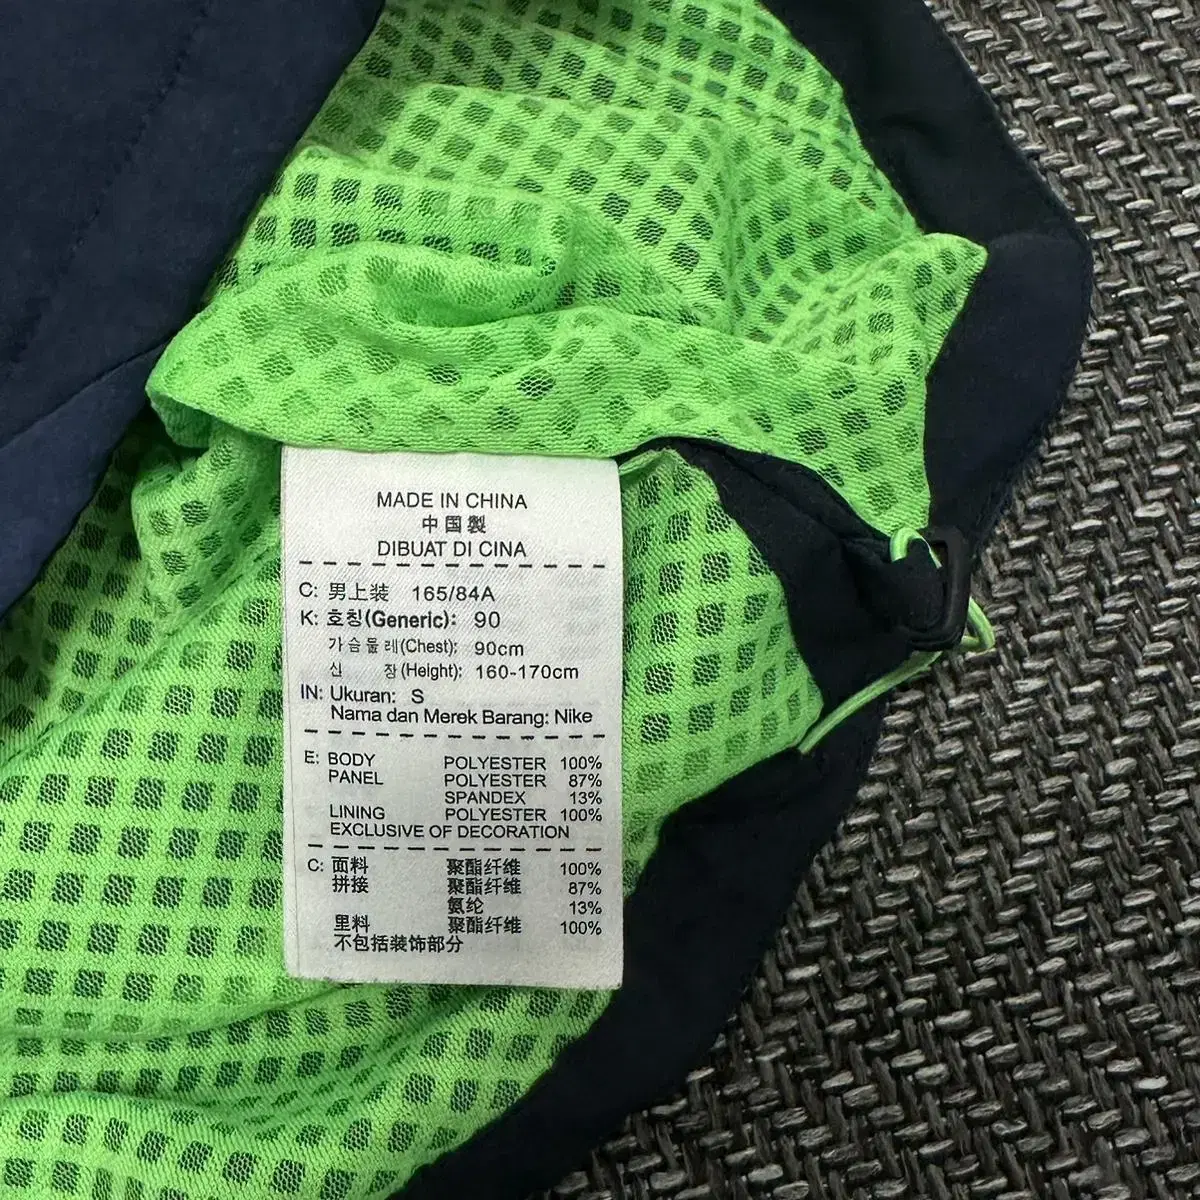 MADE IN CHINA
中国製
DIBUAT DI CINA
C: 男上装 165/84A
K: 호칭(Generic): 90
가슴둘레(Chest): 90cm
신 장(Height): 160-170cm
IN: Ukuran: S
Nama dan Merek Barang: Nike
E: BODY POLYESTER 100%
PANEL POLYESTER 87%
SPANDEX 13%
LINING POLYESTER 100%
EXCLUSIVE OF DECORATION
C: 面料 聚酯纤维 100%
拼接 聚酯纤维 87%
氨纶 13%
里料 聚酯纤维 100%
不包括装饰部分